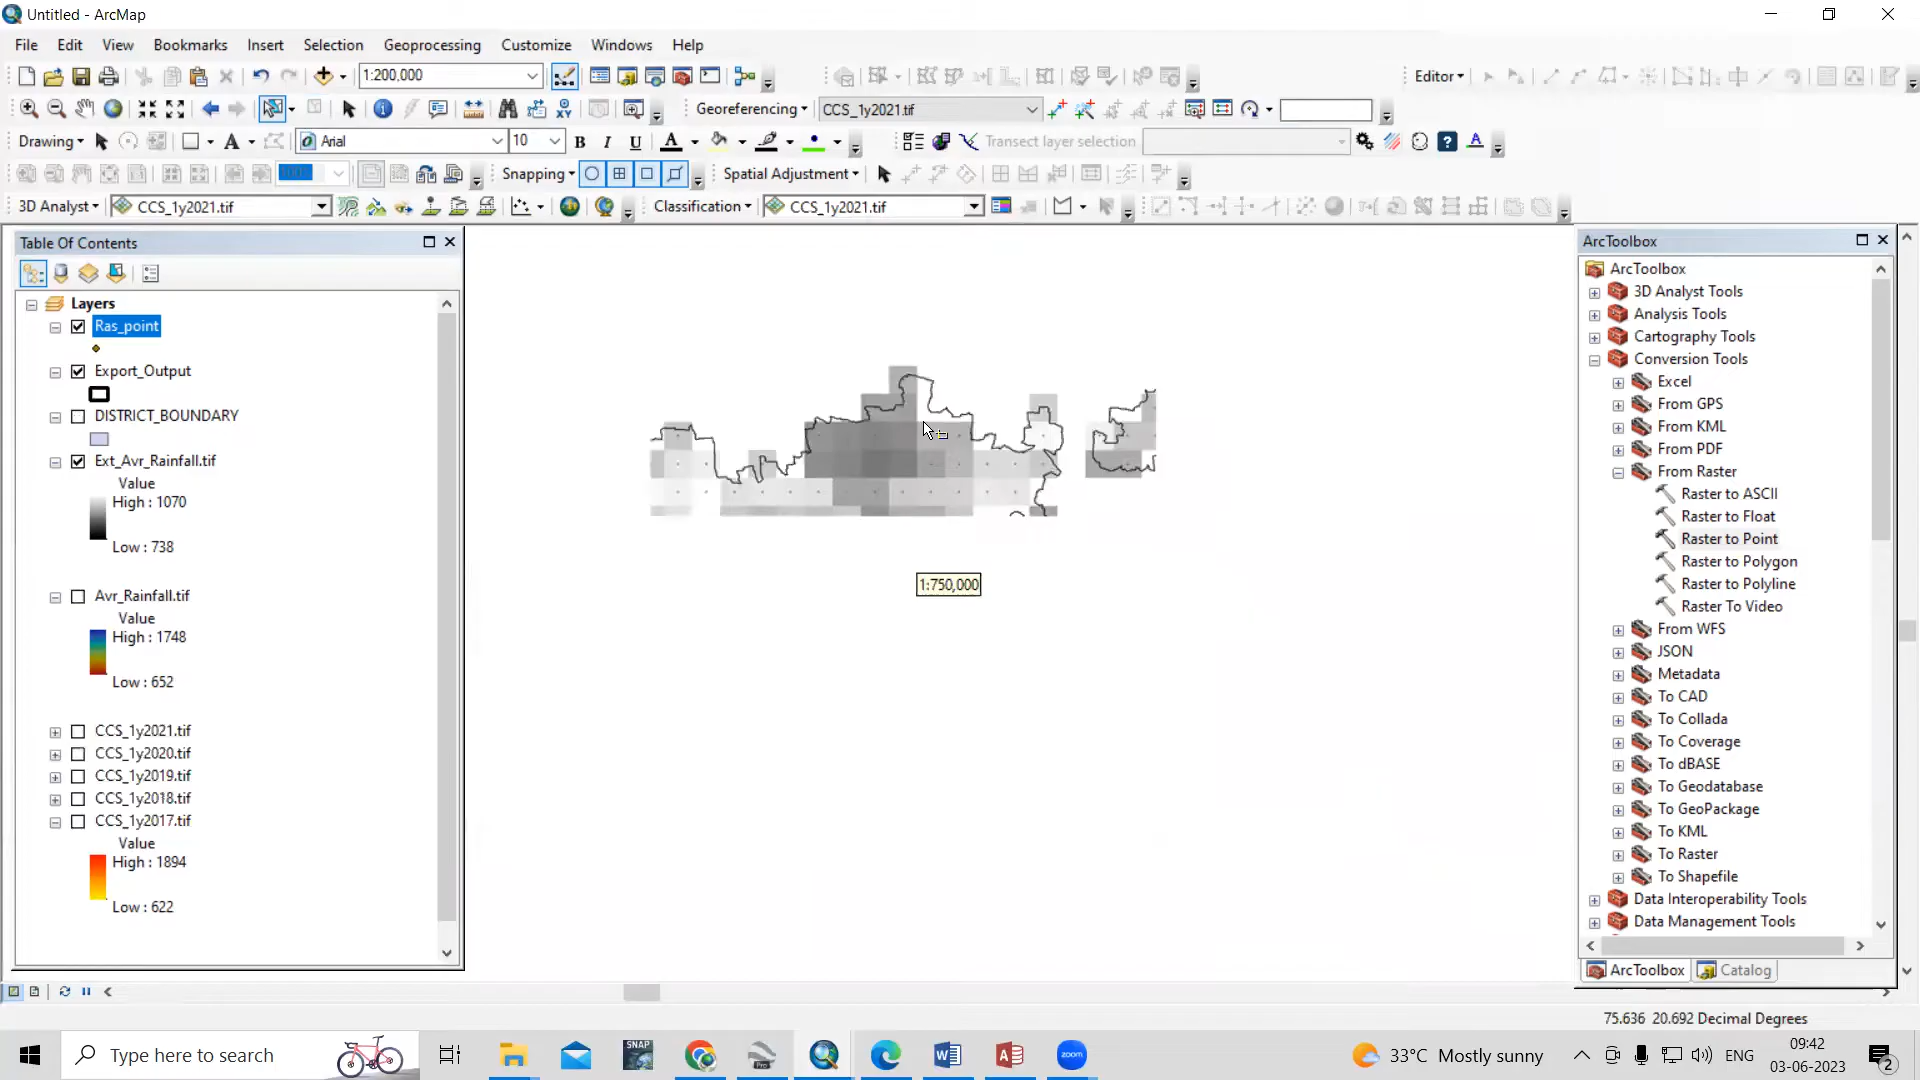 Untitled - ArcMap
File Edit View Bookmarks Insert Selection Geoprocessing Customize Windows Help
1:200,000 Editor
Georeferencing CCS_1y2021.tif
Drawing A Arial 10 B I U A Transect layer selection
Snapping Spatial Adjustment
3D Analyst CCS_1y2021.tif Classification CCS_1y2021.tif
Table Of Contents
Layers
Ras_point
Export_Output
DISTRICT_BOUNDARY
Ext_Avr_Rainfall.tif
Value
High : 1070
Low : 738
Avr_Rainfall.tif
Value
High : 1748
Low : 652
CCS_1y2021.tif
CCS_1y2020.tif
CCS_1y2019.tif
CCS_1y2018.tif
CCS_1y2017.tif
Value
High : 1894
Low : 622
1:750,000
ArcToolbox
ArcToolbox
3D Analyst Tools
Analysis Tools
Cartography Tools
Conversion Tools
Excel
From GPS
From KML
From PDF
From Raster
Raster to ASCII
Raster to Float
Raster to Point
Raster to Polygon
Raster to Polyline
Raster To Video
From WFS
JSON
Metadata
To CAD
To Collada
To Coverage
To dBASE
To Geodatabase
To GeoPackage
To KML
To Raster
To Shapefile
Data Interoperability Tools
Data Management Tools
ArcToolbox Catalog
75.636 20.692 Decimal Degrees
Type here to search
SNAP
Pro
zoom
33°C Mostly sunny
ENG
09:42
03-06-2023
2